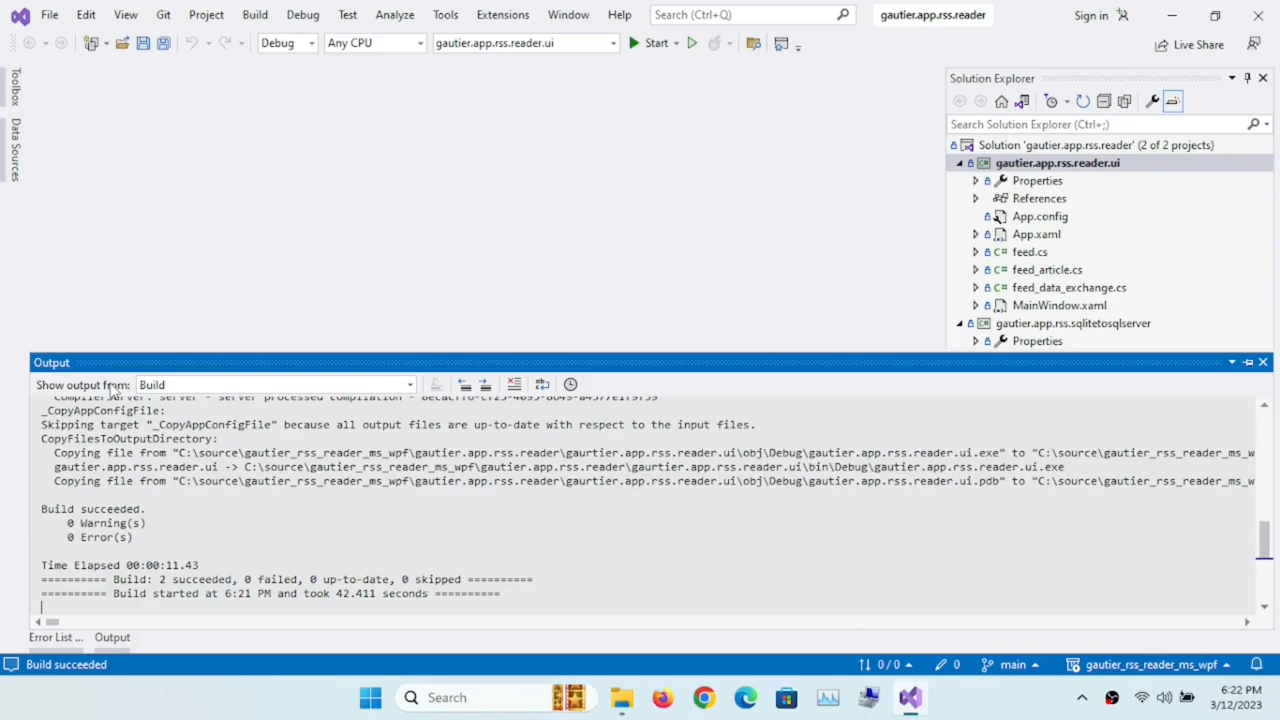 File Edit View Git Project Build Debug Test Analyze Tools Extensions Window Help Search (Ctrl+Q) gautier.app.rss.reader Sign in
Debug Any CPU gautier.app.rss.reader.ui Start Live Share
Toolbox
Data Sources
Solution Explorer
Search Solution Explorer (Ctrl+;)
Solution 'gautier.app.rss.reader' (2 of 2 projects)
gautier.app.rss.reader.ui
Properties
References
App.config
App.xaml
C# feed.cs
C# feed_article.cs
C# feed_data_exchange.cs
MainWindow.xaml
gautier.app.rss.sqlitetosqlserver
Properties
Output
Show output from: Build
_CopyAppConfigFile:
Skipping target "_CopyAppConfigFile" because all output files are up-to-date with respect to the input files.
CopyFilesToOutputDirectory:
Copying file from "C:\source\gautier_rss_reader_ms_wpf\gautier.app.rss.reader\gaurtier.app.rss.reader.ui\obj\Debug\gautier.app.rss.reader.ui.exe" to "C:\source\gautier_rss_reader_ms_w
gautier.app.rss.reader.ui -> C:\source\gautier_rss_reader_ms_wpf\gautier.app.rss.reader\gaurtier.app.rss.reader.ui\bin\Debug\gautier.app.rss.reader.ui.exe
Copying file from "C:\source\gautier_rss_reader_ms_wpf\gautier.app.rss.reader\gaurtier.app.rss.reader.ui\obj\Debug\gautier.app.rss.reader.ui.pdb" to "C:\source\gautier_rss_reader_ms_w
Build succeeded.
0 Warning(s)
0 Error(s)
Time Elapsed 00:00:11.43
========== Build: 2 succeeded, 0 failed, 0 up-to-date, 0 skipped ==========
========== Build started at 6:21 PM and took 42.411 seconds ==========
Error List ... Output
Build succeeded 0 / 0 0 main gautier_rss_reader_ms_wpf
Search 6:22 PM
3/12/2023